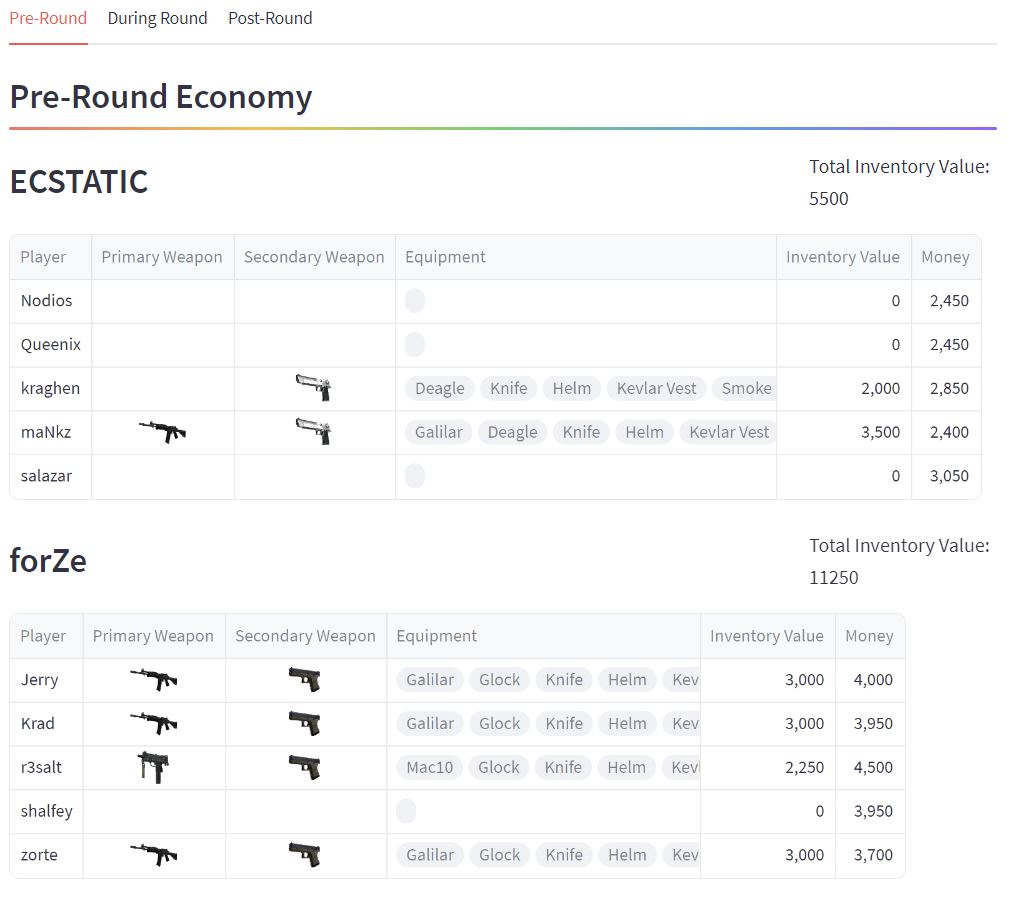 Pre-Round During Round Post-Round
Pre-Round Economy
ECSTATIC
Total Inventory Value:
5500
Player Primary Weapon Secondary Weapon Equipment Inventory Value Money
Nodios 0 2,450
Queenix 0 2,450
kraghen Deagle Knife Helm Kevlar Vest Smoke 2,000 2,850
maNkz Galilar Deagle Knife Helm Kevlar Vest 3,500 2,400
salazar 0 3,050
forZe
Total Inventory Value:
11250
Player Primary Weapon Secondary Weapon Equipment Inventory Value Money
Jerry Galilar Glock Knife Helm Kev 3,000 4,000
Krad Galilar Glock Knife Helm Kev 3,000 3,950
r3salt Mac10 Glock Knife Helm Kevl 2,250 4,500
shalfey 0 3,950
zorte Galilar Glock Knife Helm Kev 3,000 3,700